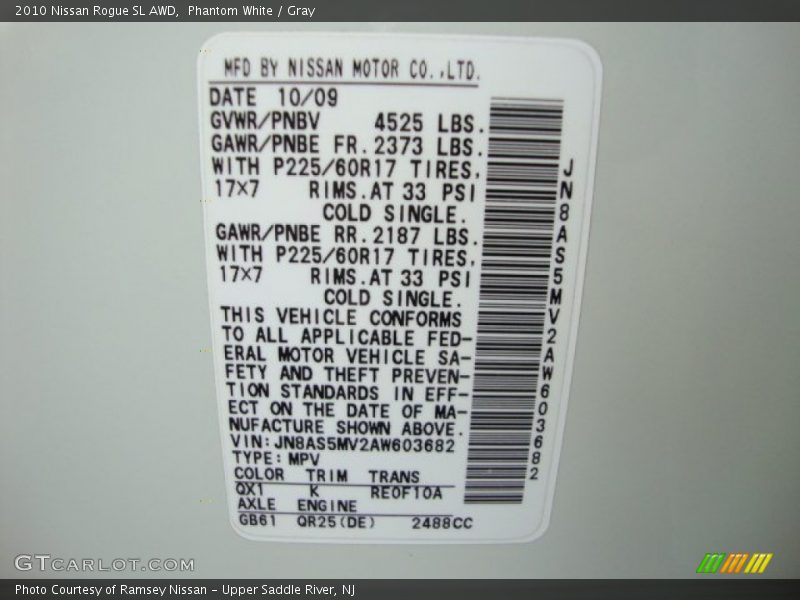 2010 Nissan Rogue SL AWD,  Phantom White / Gray
MFD BY NISSAN MOTOR CO.,LTD.
DATE 10/09
GVWR/PNBV 4525 LBS.
GAWR/PNBE FR. 2373 LBS.
WITH P225/60R17 TIRES,
17×7 RIMS.AT 33 PSI
COLD SINGLE.
GAWR/PNBE RR. 2187 LBS.
WITH P225/60R17 TIRES,
17×7 RIMS.AT 33 PSI
COLD SINGLE.
THIS VEHICLE CONFORMS
TO ALL APPLICABLE FED-
ERAL MOTOR VEHICLE SA-
FETY AND THEFT PREVEN-
TION STANDARDS IN EFF-
ECT ON THE DATE OF MA-
NUFACTURE SHOWN ABOVE.
VIN:JN8AS5MV2AW603682
TYPE:MPV
COLOR TRIM TRANS
QX1 K RE0F10A
AXLE ENGINE
GB61 QR25(DE) 2488CC
JN8AS5MV2AW603682
GTCARLOT.COM
Photo Courtesy of Ramsey Nissan - Upper Saddle River, NJ